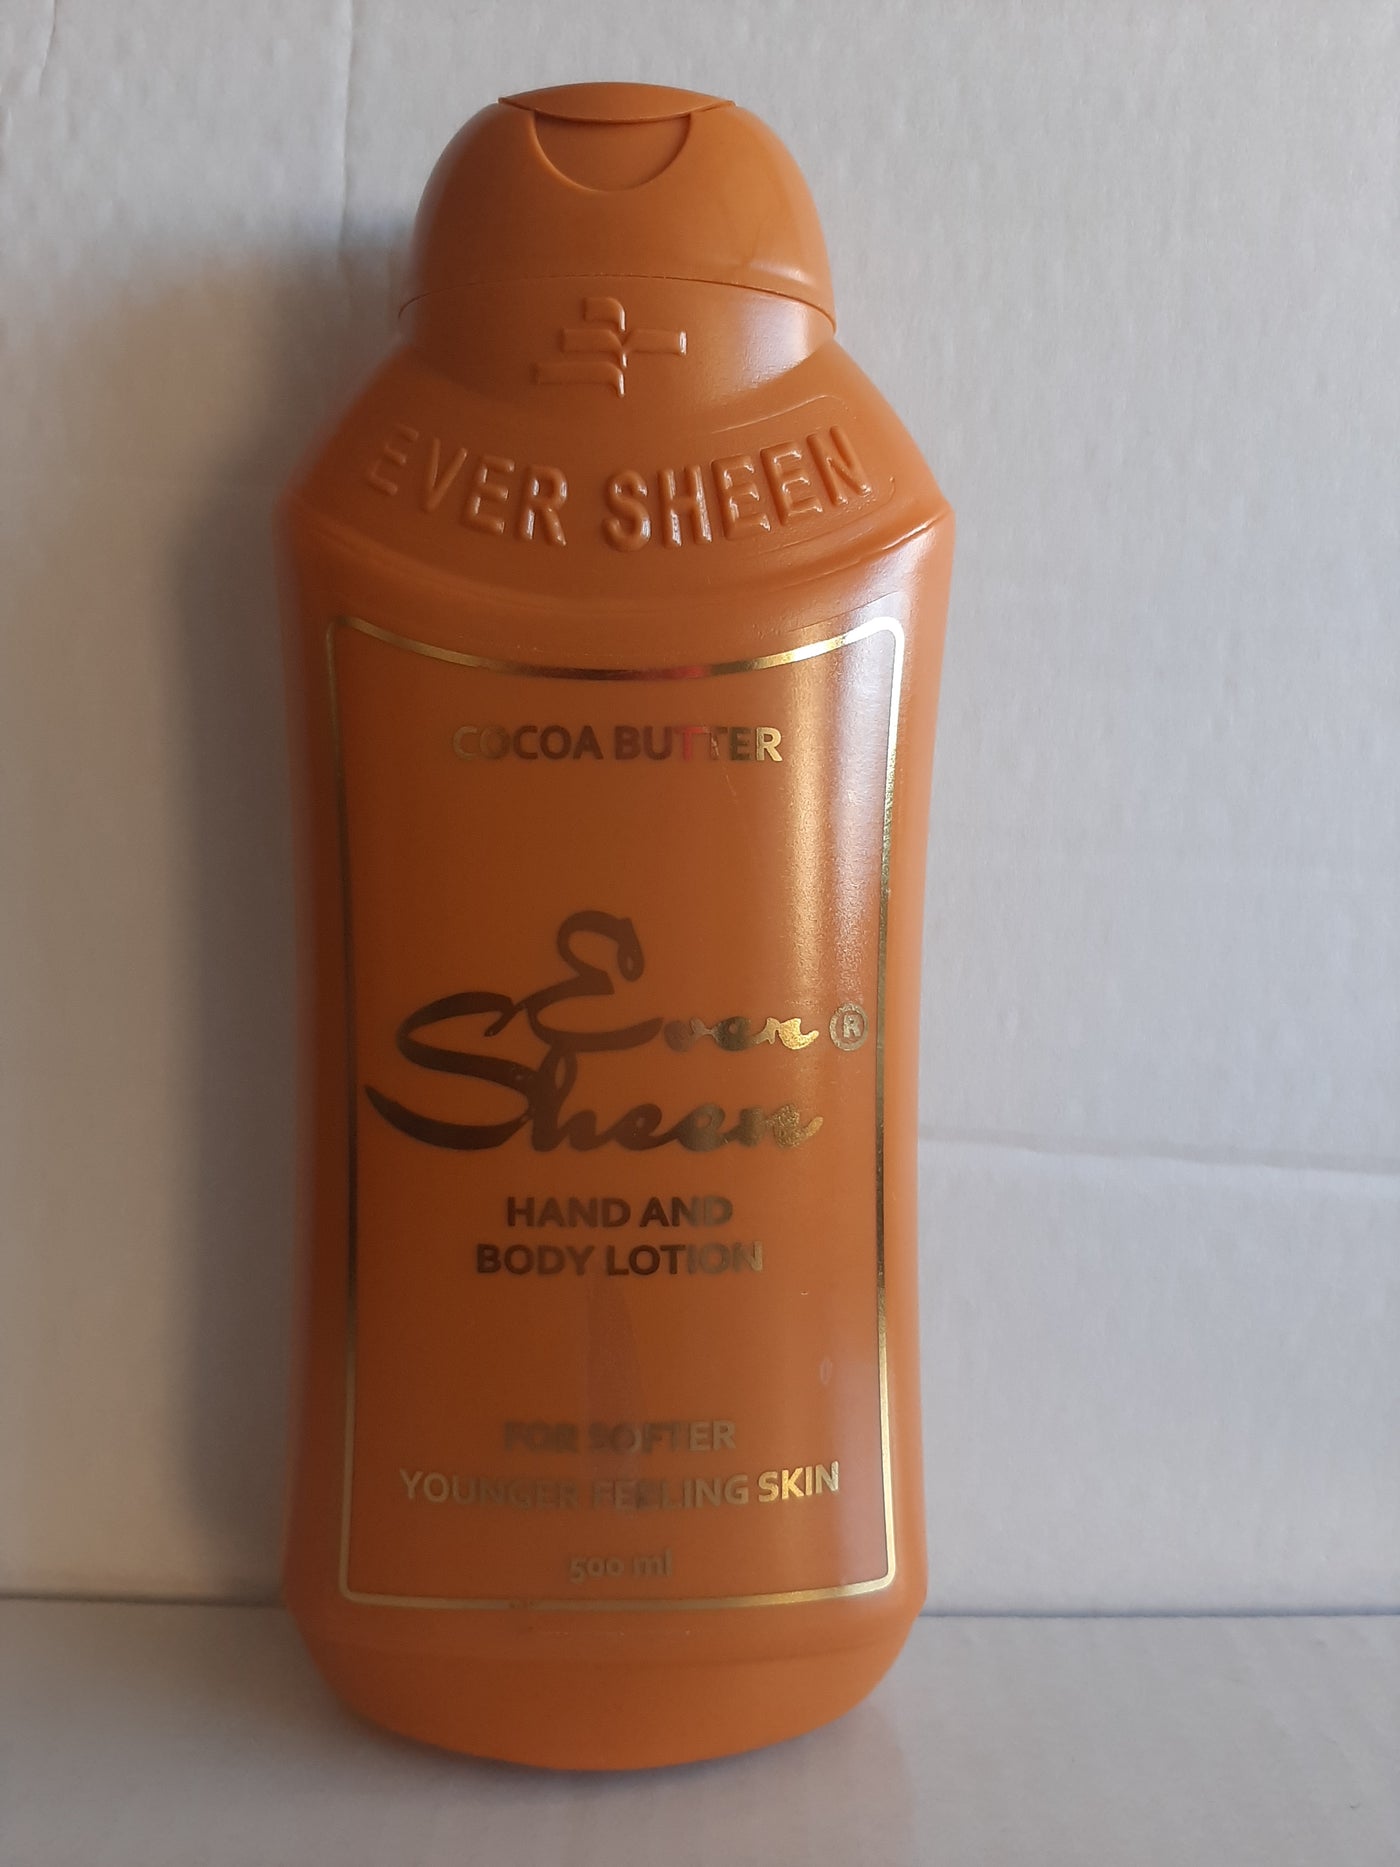 EVER SHEEN
COCOA BUTTER
Ever ®
Sheen
HAND AND
BODY LOTION
FOR SOFTER
YOUNGER FEELING SKIN
500 ml